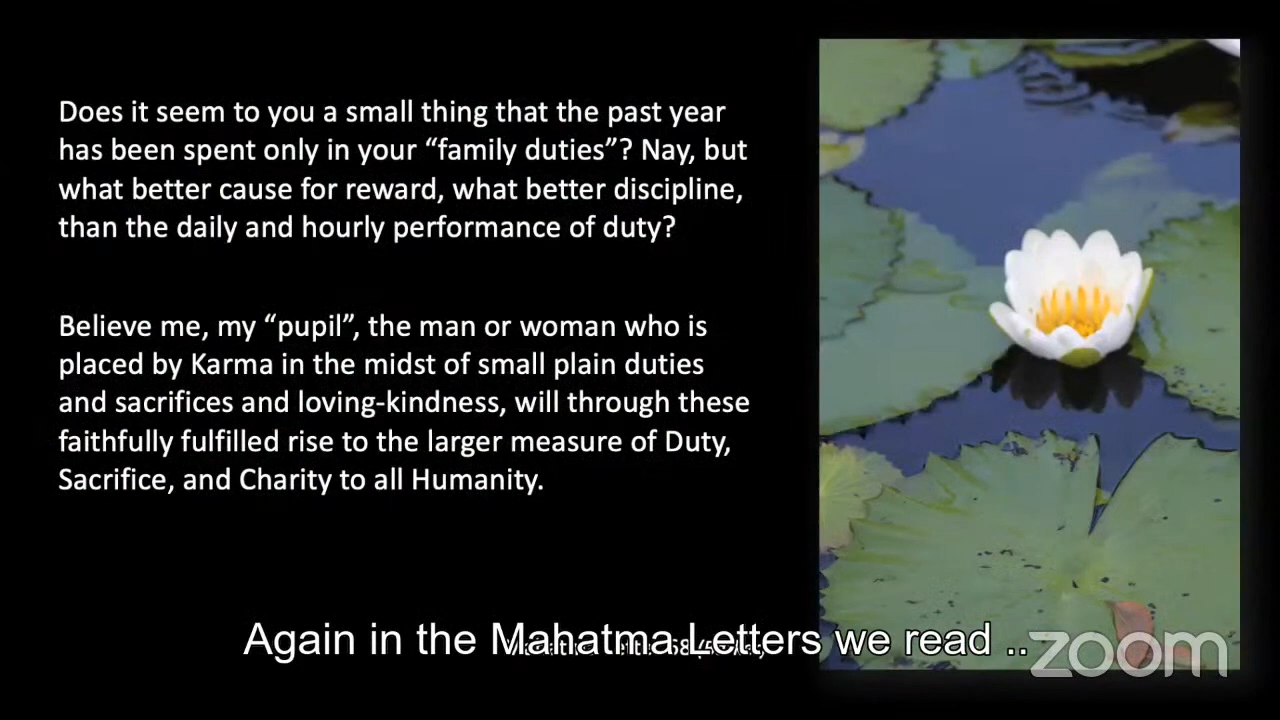 Does it seem to you a small thing that the past year
has been spent only in your “family duties”? Nay, but
what better cause for reward, what better discipline,
than the daily and hourly performance of duty?
Believe me, my “pupil”, the man or woman who is
placed by Karma in the midst of small plain duties
and sacrifices and loving-kindness, will through these
faithfully fulfilled rise to the larger measure of Duty,
Sacrifice, and Charity to all Humanity.
Again in the Mahatma Letters we read ..
zoom